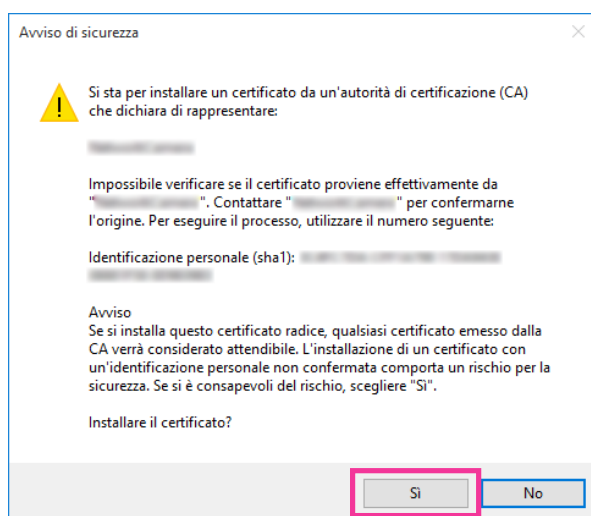 Avviso di sicurezza
Si sta per installare un certificato da un'autorità di certificazione (CA)
che dichiara di rappresentare:
Impossibile verificare se il certificato proviene effettivamente da
" ". Contattare " " per confermarne
l'origine. Per eseguire il processo, utilizzare il numero seguente:
Identificazione personale (sha1):
Avviso
Se si installa questo certificato radice, qualsiasi certificato emesso dalla
CA verrà considerato attendibile. L'installazione di un certificato con
un'identificazione personale non confermata comporta un rischio per la
sicurezza. Se si è consapevoli del rischio, scegliere "Sì".
Installare il certificato?
Sì
No